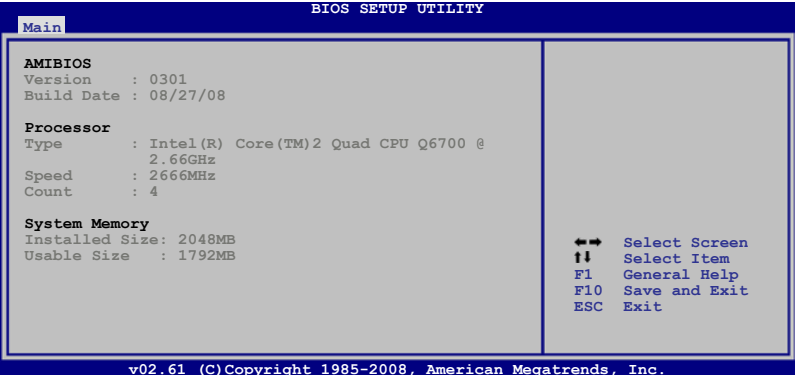 BIOS SETUP UTILITY
Main
AMIBIOS
Version : 0301
Build Date : 08/27/08
Processor
Type : Intel(R) Core(TM)2 Quad CPU Q6700 @
2.66GHz
Speed : 2666MHz
Count : 4
System Memory
Installed Size: 2048MB
Usable Size : 1792MB
←→ Select Screen
↑↓ Select Item
F1 General Help
F10 Save and Exit
ESC Exit
v02.61 (C)Copyright 1985-2008, American Megatrends, Inc.